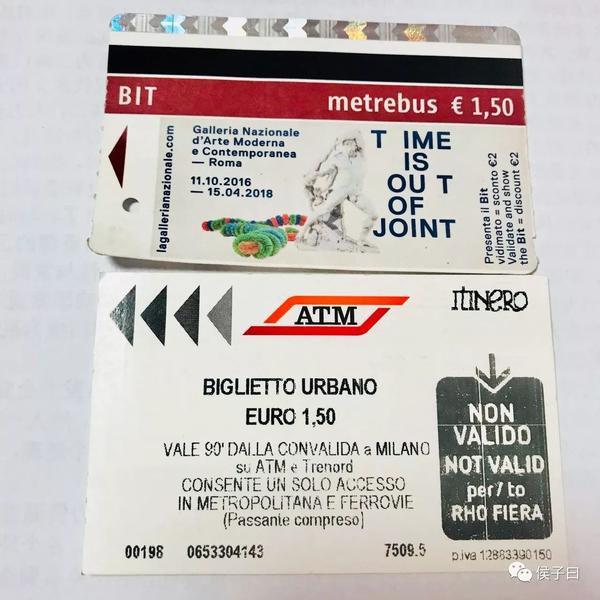 BIT
metrebus € 1,50
lagallerianazionale.com
Galleria Nazionale
d'Arte Moderna
e Contemporanea
— Roma
11.10.2016
— 15.04.2018
T IME
IS
OU T
OF
JOINT
Presenta il Bit
vidimato = sconto €2
Validate and show
the Bit = discount €2
ATM
ITINERO
BIGLIETTO URBANO
EURO 1,50
VALE 90' DALLA CONVALIDA a MILANO
su ATM e Trenord
CONSENTE UN SOLO ACCESSO
IN METROPOLITANA E FERROVIE
(Passante compreso)
NON
VALIDO
NOT VALID
per / to
RHO FIERA
00198 0653304143 7509.5
p.iva 12883390150
侯子曰